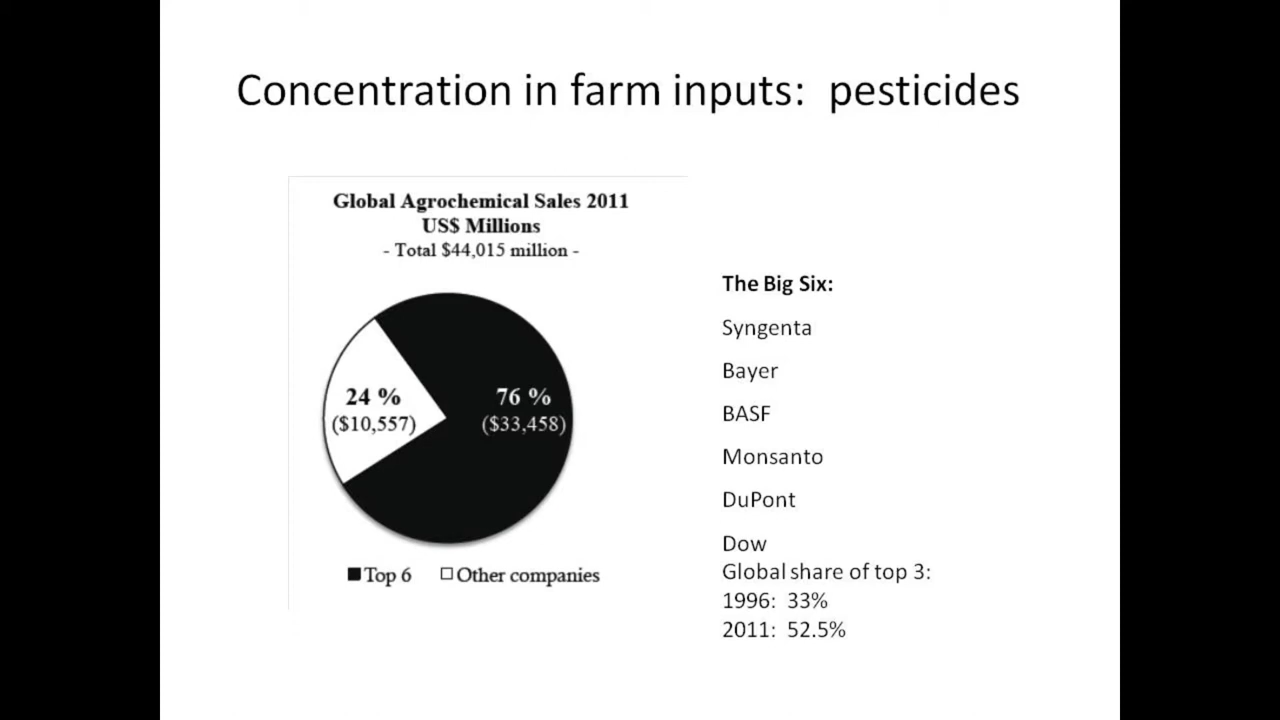 Concentration in farm inputs: pesticides
Global Agrochemical Sales 2011
US$ Millions
- Total $44,015 million -
24 %
($10,557)
76 %
($33,458)
Top 6
Other companies
The Big Six:
Syngenta
Bayer
BASF
Monsanto
DuPont
Dow
Global share of top 3:
1996: 33%
2011: 52.5%